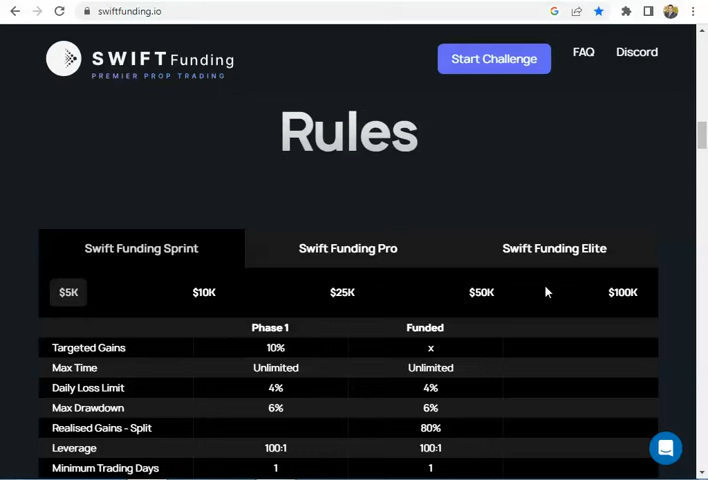 swiftfunding.io
SWIFT Funding
PREMIER PROP TRADING
Start Challenge
FAQ
Discord
Rules
Swift Funding Sprint
Swift Funding Pro
Swift Funding Elite
$5K
$10K
$25K
$50K
$100K
Phase 1 Funded
Targeted Gains 10% x
Max Time Unlimited Unlimited
Daily Loss Limit 4% 4%
Max Drawdown 6% 6%
Realised Gains - Split 80%
Leverage 100:1 100:1
Minimum Trading Days 1 1